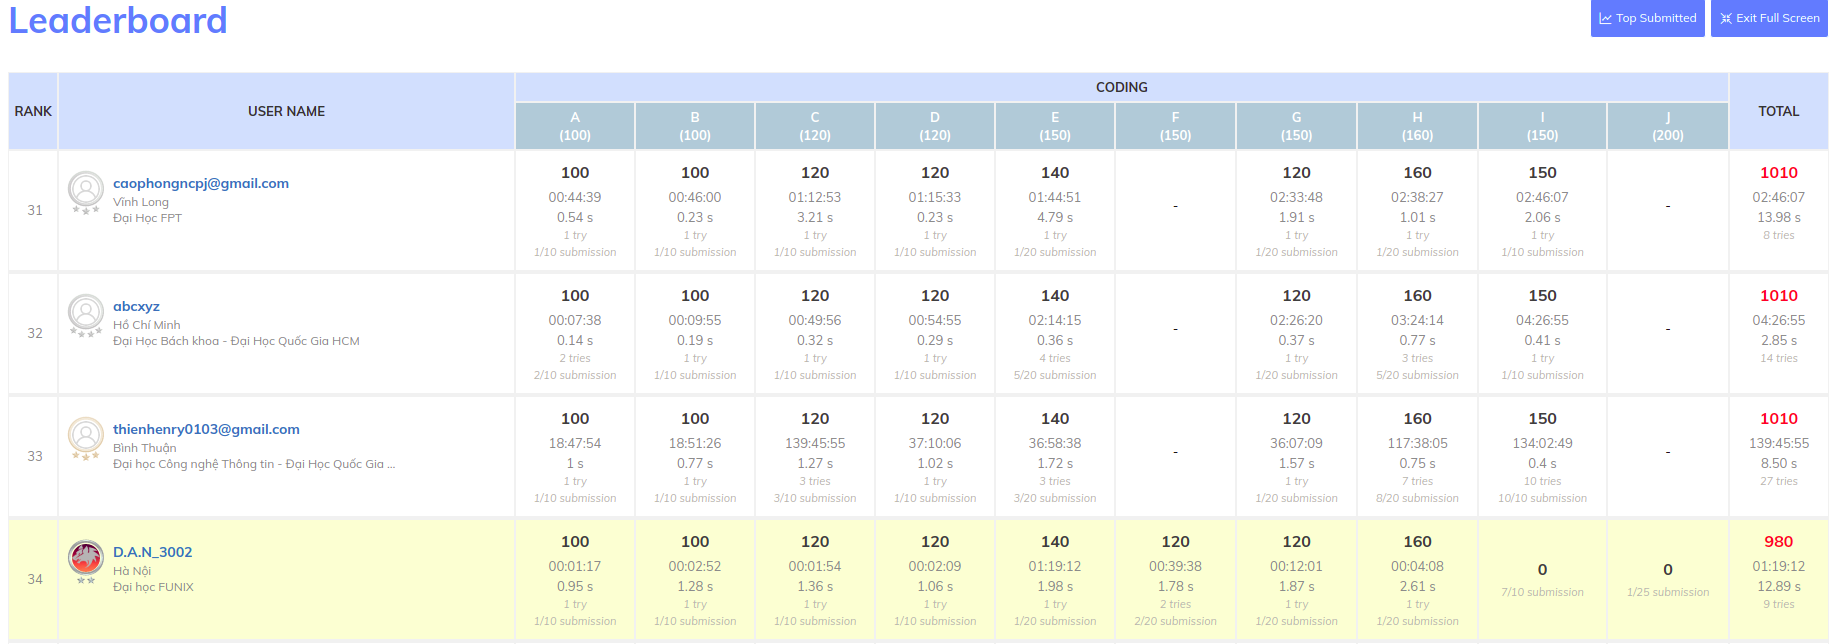 Leaderboard
Top Submitted
Exit Full Screen
RANK
USER NAME
CODING
TOTAL
A (100)
B (100)
C (120)
D (120)
E (150)
F (150)
G (150)
H (160)
I (150)
J (200)
31
caophongncpj@gmail.com
Vĩnh Long
Đại Học FPT
100 100 120 120 140 - 120 160 150 - 1010
00:44:39 00:46:00 01:12:53 01:15:33 01:44:51 02:33:48 02:38:27 02:46:07 02:46:07
0.54 s 0.23 s 3.21 s 0.23 s 4.79 s 1.91 s 1.01 s 2.06 s 13.98 s
1 try 1 try 1 try 1 try 1 try 1 try 1 try 1 try 8 tries
1/10 submission 1/10 submission 1/10 submission 1/10 submission 1/20 submission 1/20 submission 1/20 submission 1/10 submission
32
abcxyz
Hồ Chí Minh
Đại Học Bách khoa - Đại Học Quốc Gia HCM
100 100 120 120 140 - 120 160 150 - 1010
00:07:38 00:09:55 00:49:56 00:54:55 02:14:15 02:26:20 03:24:14 04:26:55 04:26:55
0.14 s 0.19 s 0.32 s 0.29 s 0.36 s 0.37 s 0.77 s 0.41 s 2.85 s
2 tries 1 try 1 try 1 try 4 tries 1 try 3 tries 1 try 14 tries
2/10 submission 1/10 submission 1/10 submission 1/10 submission 5/20 submission 1/20 submission 5/20 submission 1/10 submission
33
thienhenry0103@gmail.com
Bình Thuận
Đại học Công nghệ Thông tin - Đại Học Quốc Gia ...
100 100 120 120 140 - 120 160 150 - 1010
18:47:54 18:51:26 139:45:55 37:10:06 36:58:38 36:07:09 117:38:05 134:02:49 139:45:55
1 s 0.77 s 1.27 s 1.02 s 1.72 s 1.57 s 0.75 s 0.4 s 8.50 s
1 try 1 try 3 tries 1 try 3 tries 1 try 7 tries 10 tries 27 tries
1/10 submission 1/10 submission 3/10 submission 1/10 submission 3/20 submission 1/20 submission 8/20 submission 10/10 submission
34
D.A.N_3002
Hà Nội
Đại học FUNIX
100 100 120 120 140 120 120 160 0 0 980
00:01:17 00:02:52 00:01:54 00:02:09 01:19:12 00:39:38 00:12:01 00:04:08 01:19:12
0.95 s 1.28 s 1.36 s 1.06 s 1.98 s 1.78 s 1.87 s 2.61 s 12.89 s
1 try 1 try 1 try 1 try 1 try 2 tries 1 try 1 try 9 tries
1/10 submission 1/10 submission 1/10 submission 1/10 submission 1/20 submission 2/20 submission 1/20 submission 1/20 submission 7/10 submission 1/25 submission